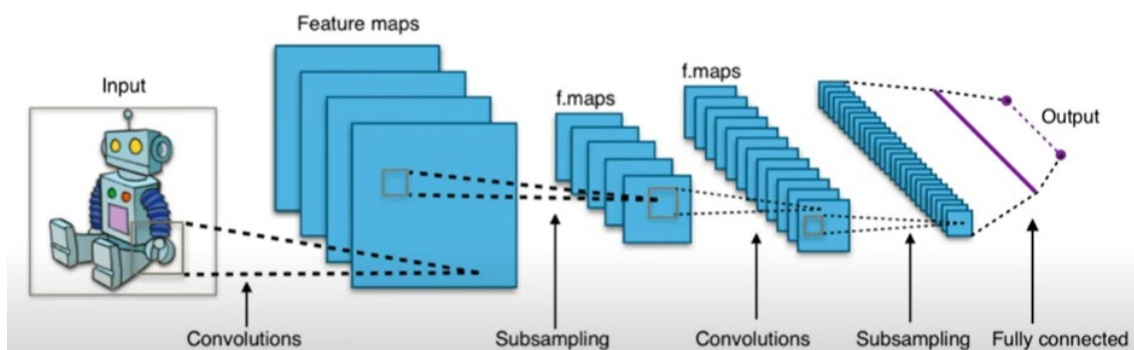 Feature maps
Input
f.maps
f.maps
Output
Convolutions
Subsampling
Convolutions
Subsampling
Fully connected